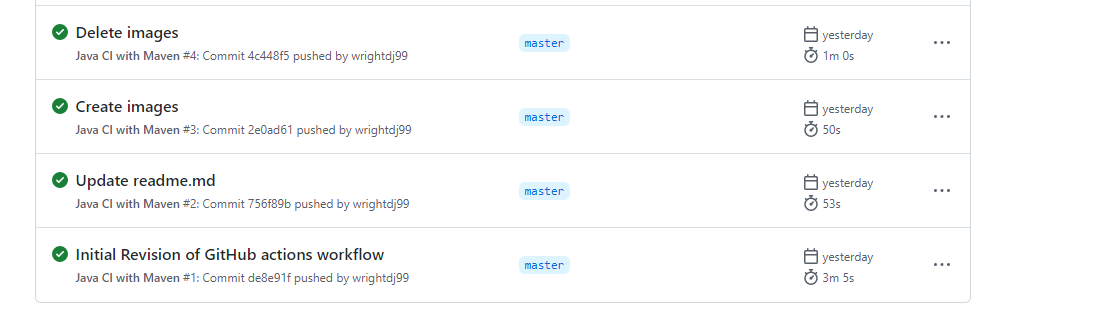 Delete images
Java CI with Maven #4: Commit 4c448f5 pushed by wrightdj99
master
yesterday
1m 0s
Create images
Java CI with Maven #3: Commit 2e0ad61 pushed by wrightdj99
master
yesterday
50s
Update readme.md
Java CI with Maven #2: Commit 756f89b pushed by wrightdj99
master
yesterday
53s
Initial Revision of GitHub actions workflow
Java CI with Maven #1: Commit de8e91f pushed by wrightdj99
master
yesterday
3m 5s